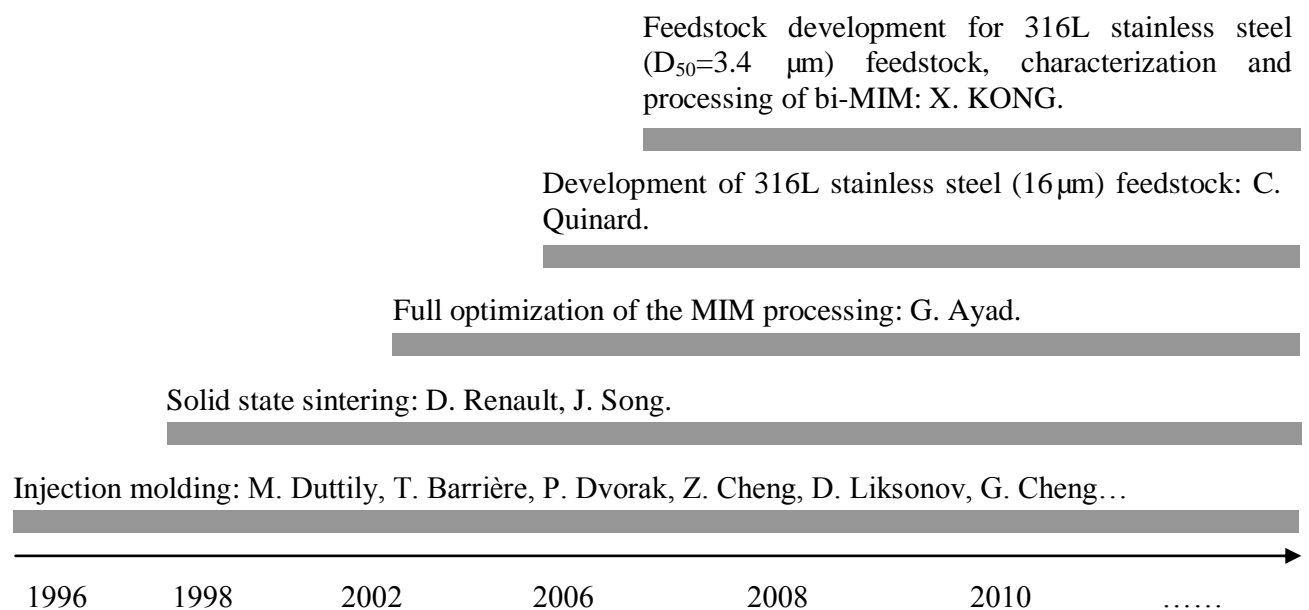 Feedstock development for 316L stainless steel
(D₅₀=3.4 µm) feedstock, characterization and
processing of bi-MIM: X. KONG.
Development of 316L stainless steel (16µm) feedstock: C.
Quinard.
Full optimization of the MIM processing: G. Ayad.
Solid state sintering: D. Renault, J. Song.
Injection molding: M. Duttily, T. Barrière, P. Dvorak, Z. Cheng, D. Liksonov, G. Cheng…
1996 1998 2002 2006 2008 2010 ……